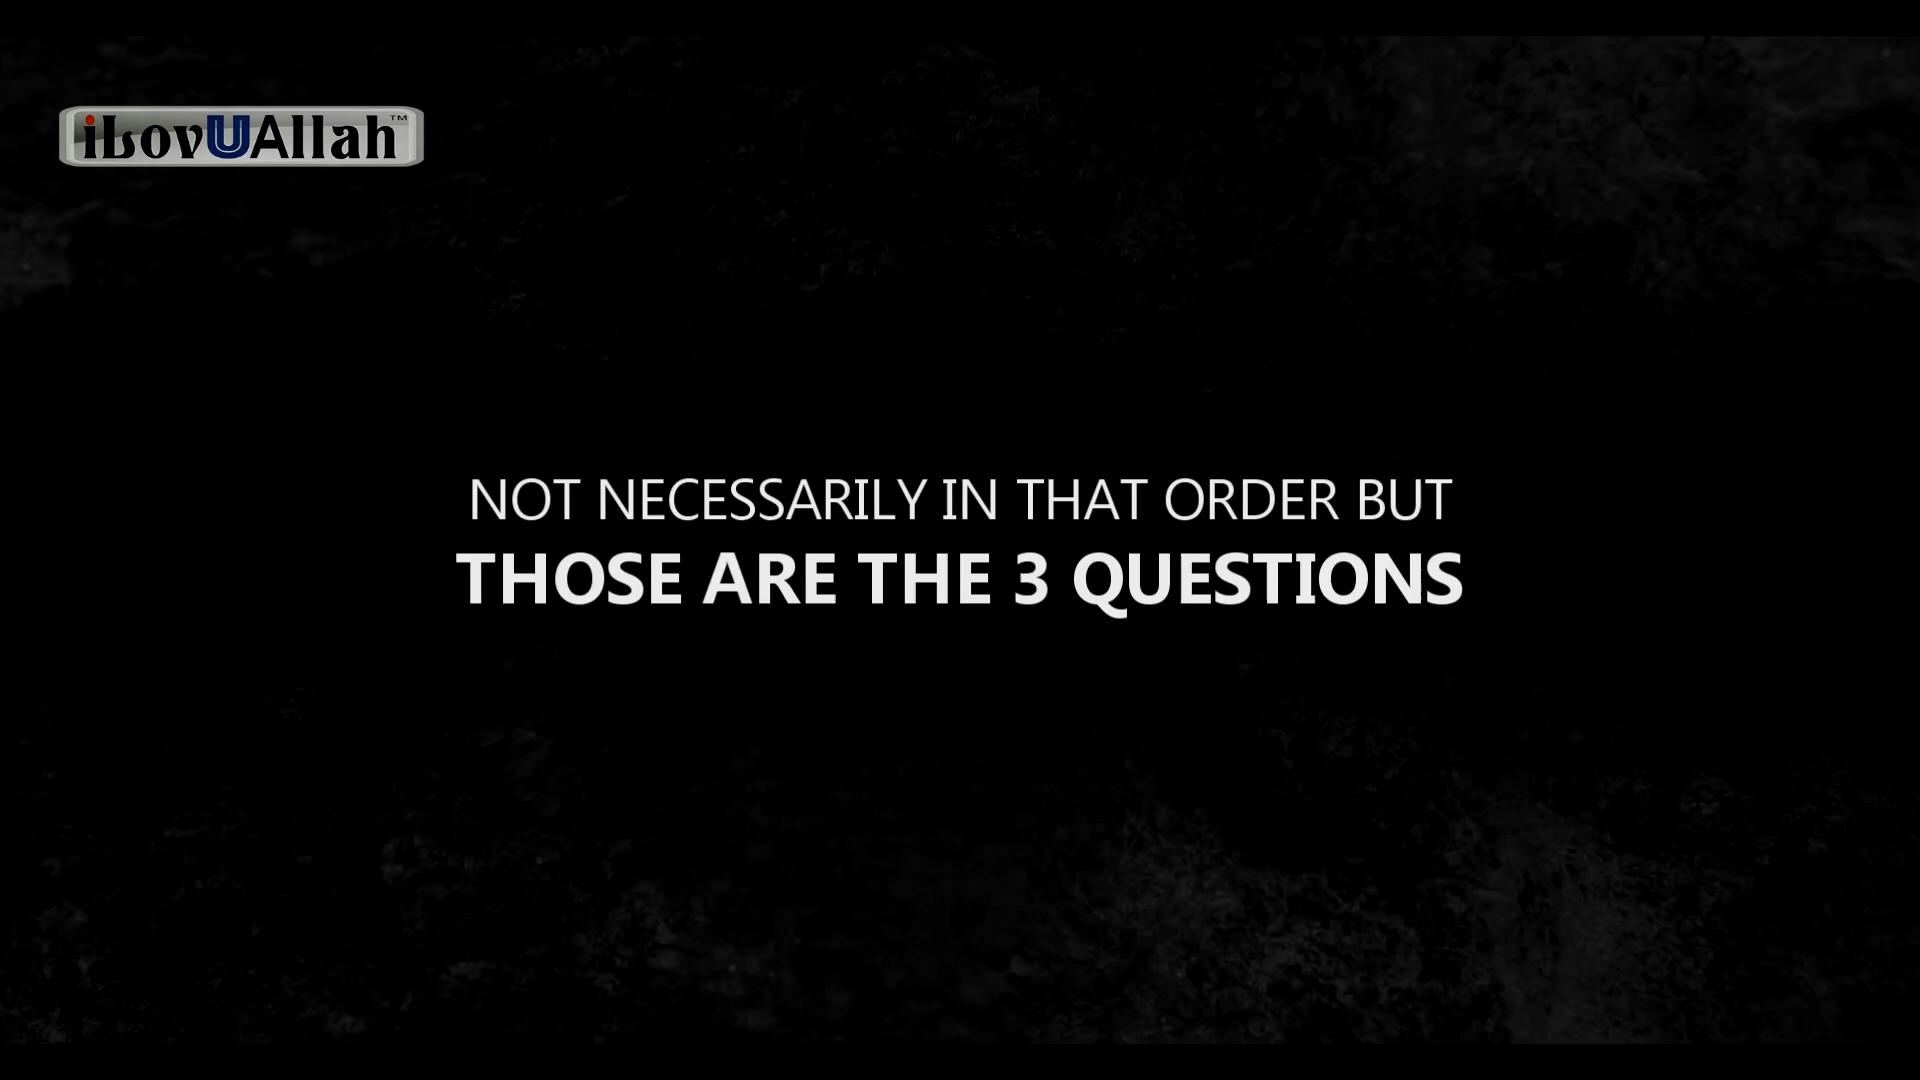 iLovUAllah™
NOT NECESSARILY IN THAT ORDER BUT
THOSE ARE THE 3 QUESTIONS